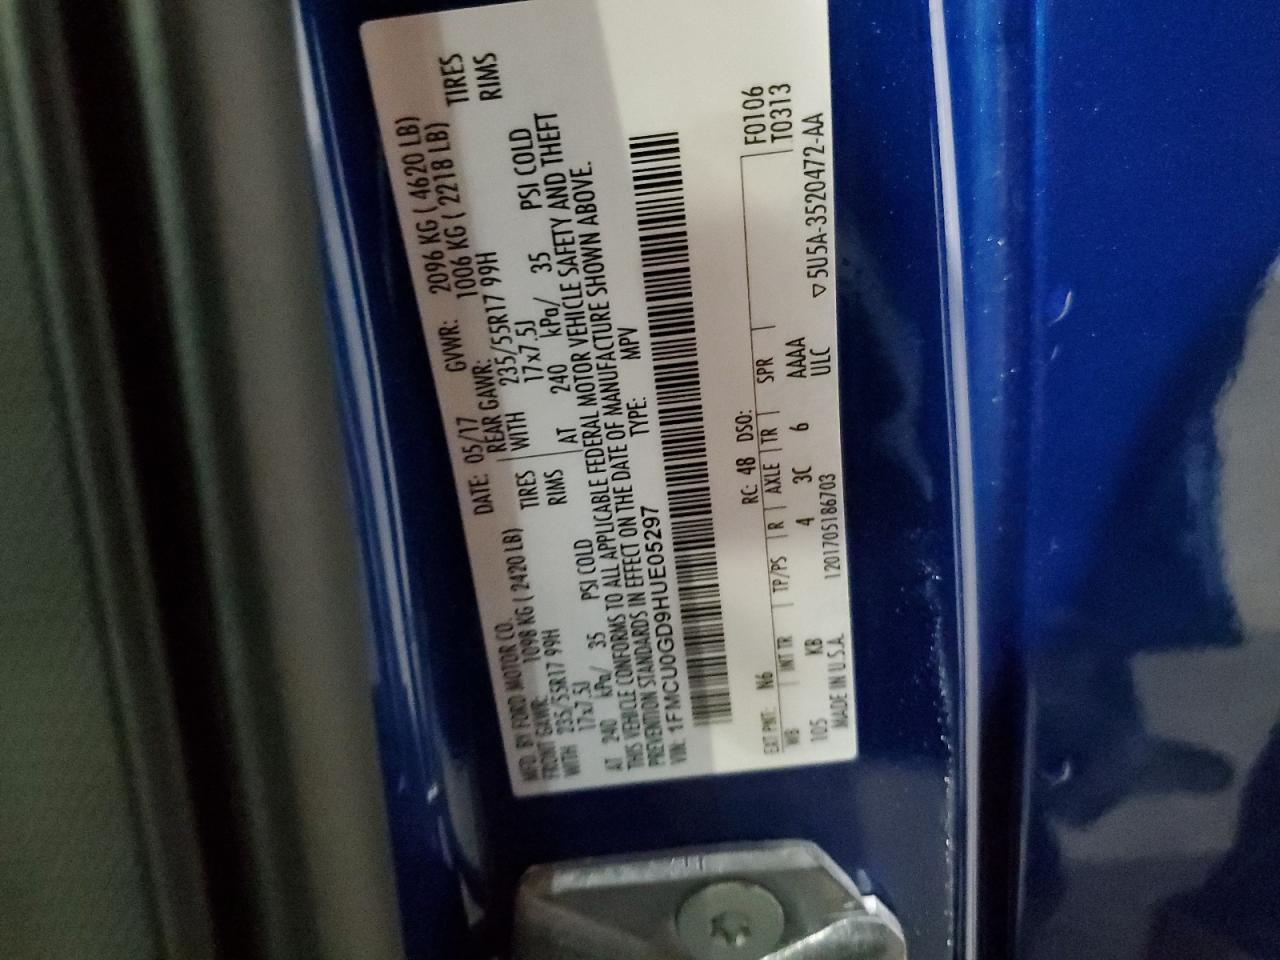 MFD. BY FORD MOTOR CO.
DATE: 05/17 GVWR: 2096 KG ( 4620 LB)
FRONT GAWR: 1098 KG ( 2420 LB) REAR GAWR: 1006 KG ( 2218 LB)
WITH 235/55R17 99H TIRES WITH 235/55R17 99H TIRES
17x7.5J RIMS 17x7.5J RIMS
AT 240 kPa/ 35 PSI COLD AT 240 kPa/ 35 PSI COLD
THIS VEHICLE CONFORMS TO ALL APPLICABLE FEDERAL MOTOR VEHICLE SAFETY AND THEFT
PREVENTION STANDARDS IN EFFECT ON THE DATE OF MANUFACTURE SHOWN ABOVE.
VIN: 1FMCU0GD9HUE05297 TYPE: MPV
EXT PNT: N6 RC: 48 DSO: F0106
WB INT TR TP/PS R AXLE TR SPR T0313
105 KB 4 3C 6 AAAA
MADE IN U.S.A. 1201705186703 ULC ▽5U5A-3520472-AA